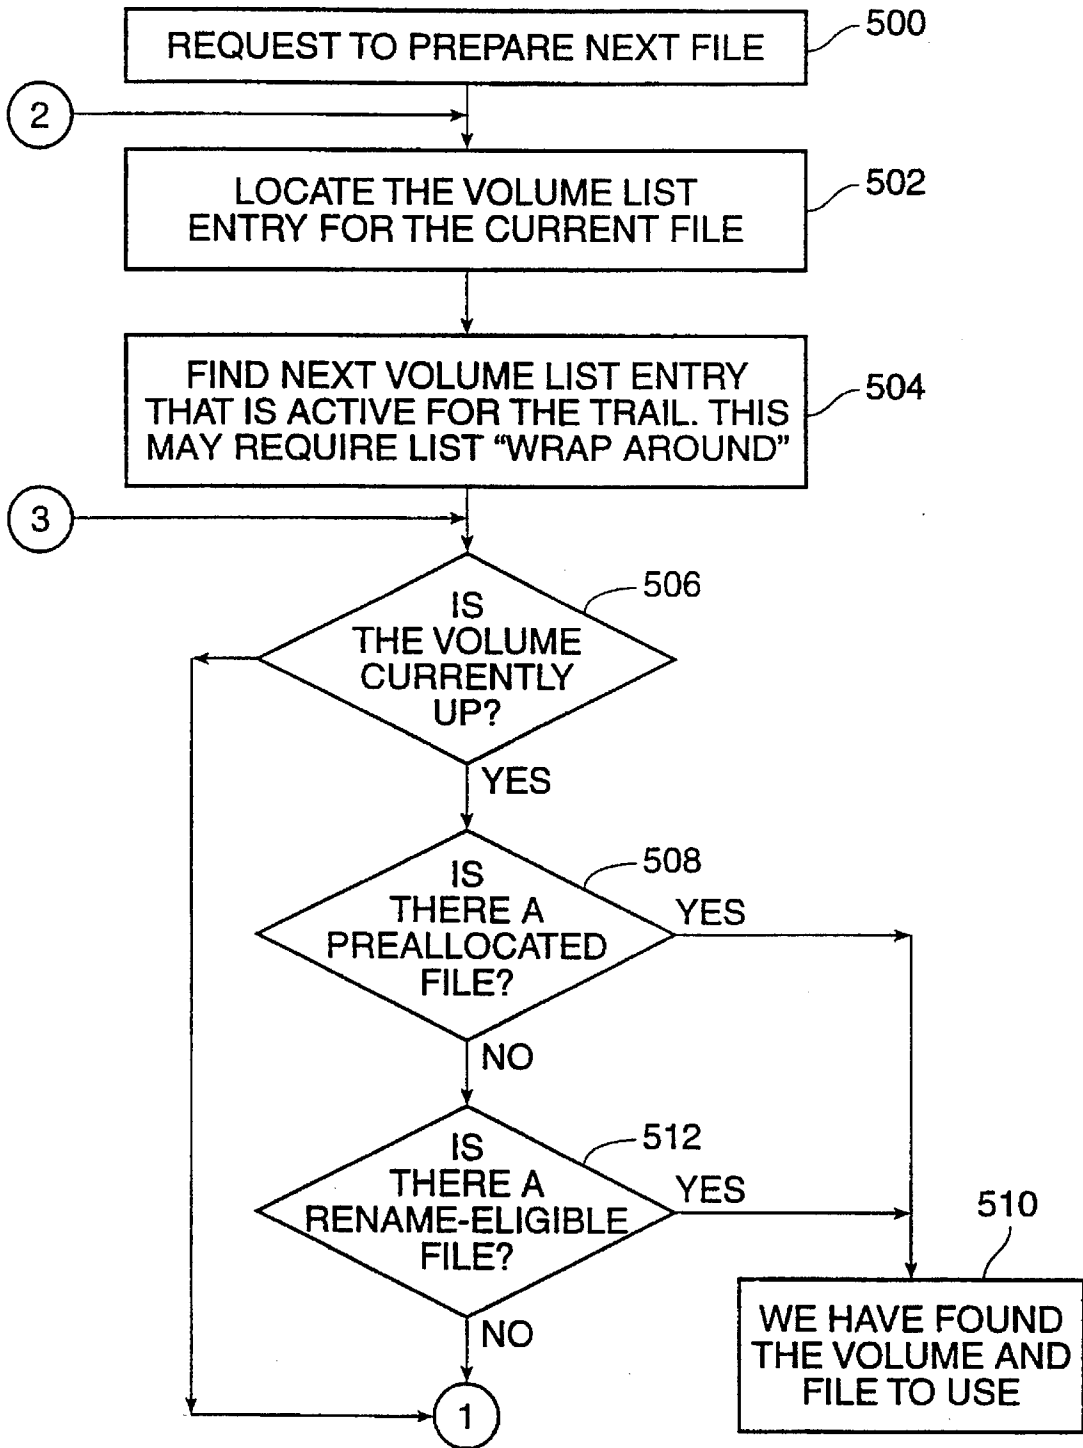 REQUEST TO PREPARE NEXT FILE
500
2
LOCATE THE VOLUME LIST
ENTRY FOR THE CURRENT FILE
502
FIND NEXT VOLUME LIST ENTRY
THAT IS ACTIVE FOR THE TRAIL. THIS
MAY REQUIRE LIST “WRAP AROUND”
504
3
IS
THE VOLUME
CURRENTLY
UP?
506
YES
IS
THERE A
PREALLOCATED
FILE?
508
YES
NO
IS
THERE A
RENAME-ELIGIBLE
FILE?
512
YES
NO
510
WE HAVE FOUND
THE VOLUME AND
FILE TO USE
1